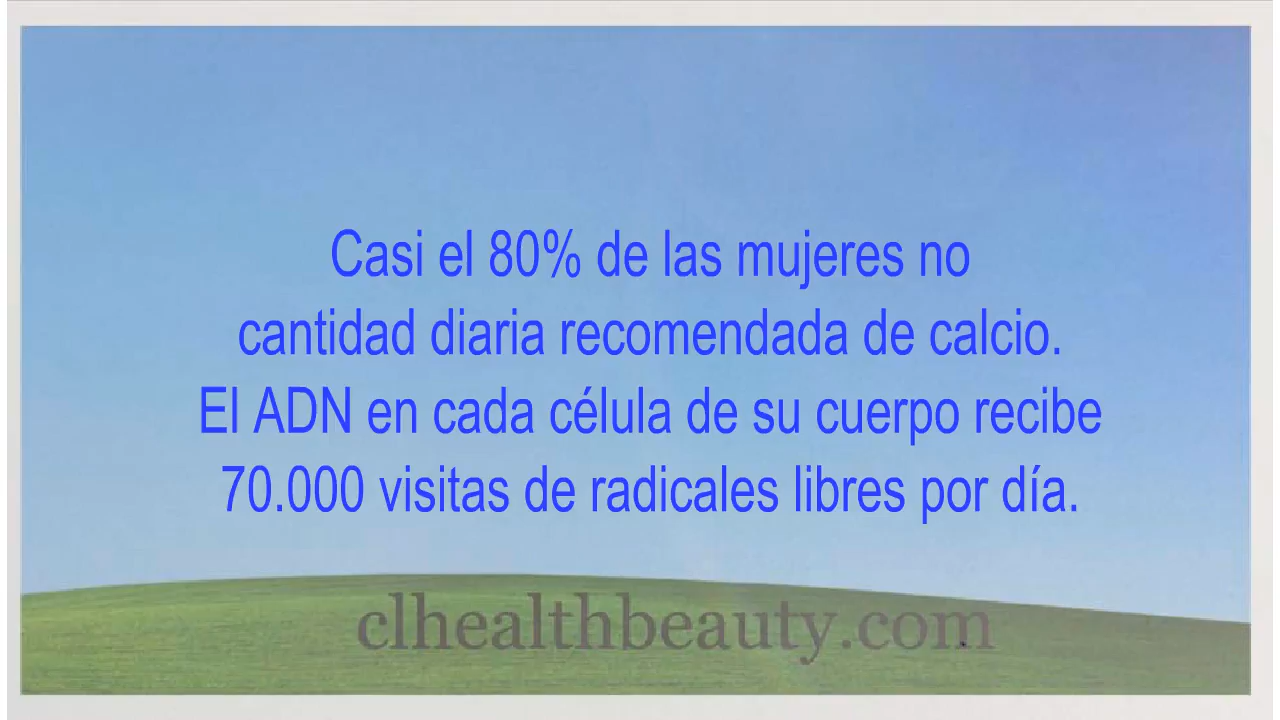 Casi el 80% de las mujeres no
cantidad diaria recomendada de calcio.
El ADN en cada célula de su cuerpo recibe
70.000 visitas de radicales libres por día.
clhealthbeauty.com